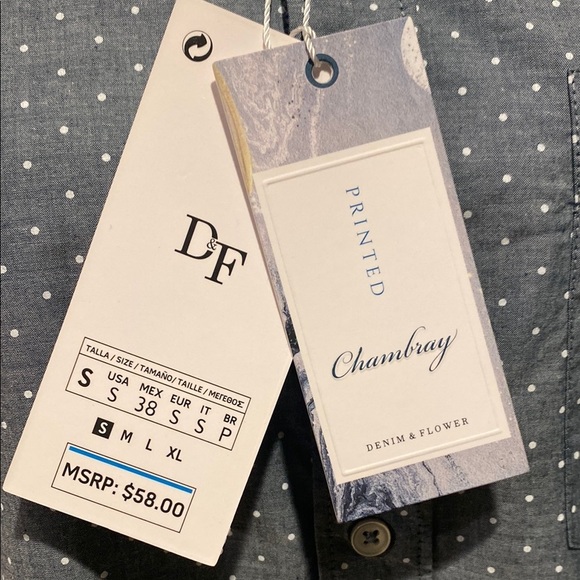 D&F
TALLA / SIZE / TAMAÑO / TAILLE / ΜΕΓΕΘΟΣ
S USA MEX EUR IT BR
S 38 S S P
S M L XL
MSRP: $58.00
PRINTED
Chambray
DENIM & FLOWER